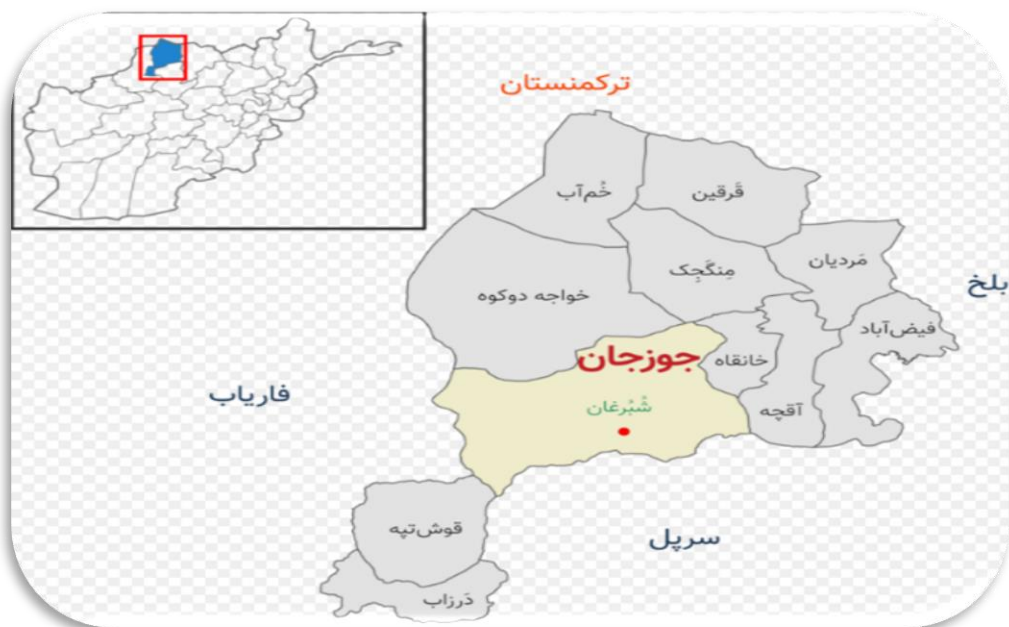 ترکمنستان
خُم‌آب
قَرقین
مِنگَجِک
مَردیان
بلخ
خواجه دوکوه
فیض‌آباد
جوزجان
خانقاه
فاریاب
شُبُرغان
آقچه
قوش‌تپه
سرپل
دَرزاب